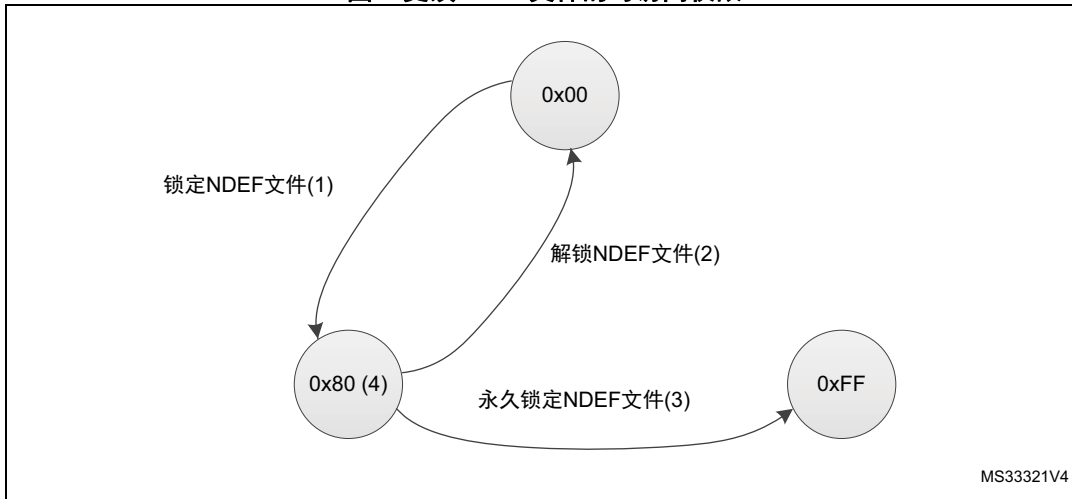 0x00
锁定NDEF文件(1)
解锁NDEF文件(2)
0x80 (4)
永久锁定NDEF文件(3)
0xFF
MS33321V4